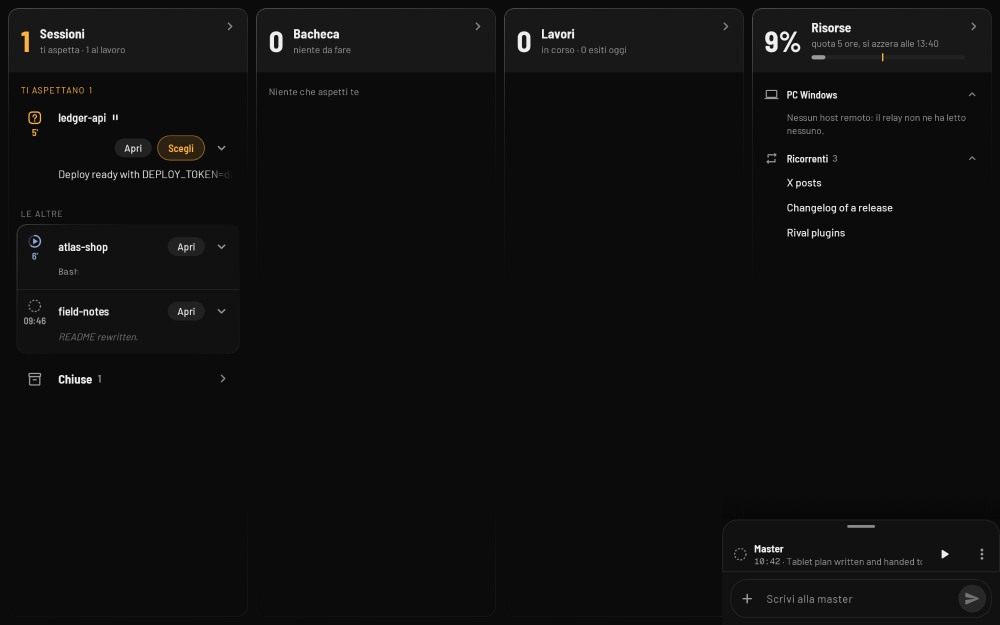 1 Sessioni
ti aspetta · 1 al lavoro
TI ASPETTANO 1
ledger-api
5'
Apri Scegli
Deploy ready with DEPLOY_TOKEN=
LE ALTRE
atlas-shop Apri
6'
Bash
field-notes Apri
09:46
README rewritten.
Chiuse 1
0 Bacheca
niente da fare
Niente che aspetti te
0 Lavori
in corso · 0 esiti oggi
9% Risorse
quota 5 ore, si azzera alle 13:40
PC Windows
Nessun host remoto: il relay non ne ha letto
nessuno.
Ricorrenti 3
X posts
Changelog of a release
Rival plugins
Master
10:42 · Tablet plan written and handed
Scrivi alla master